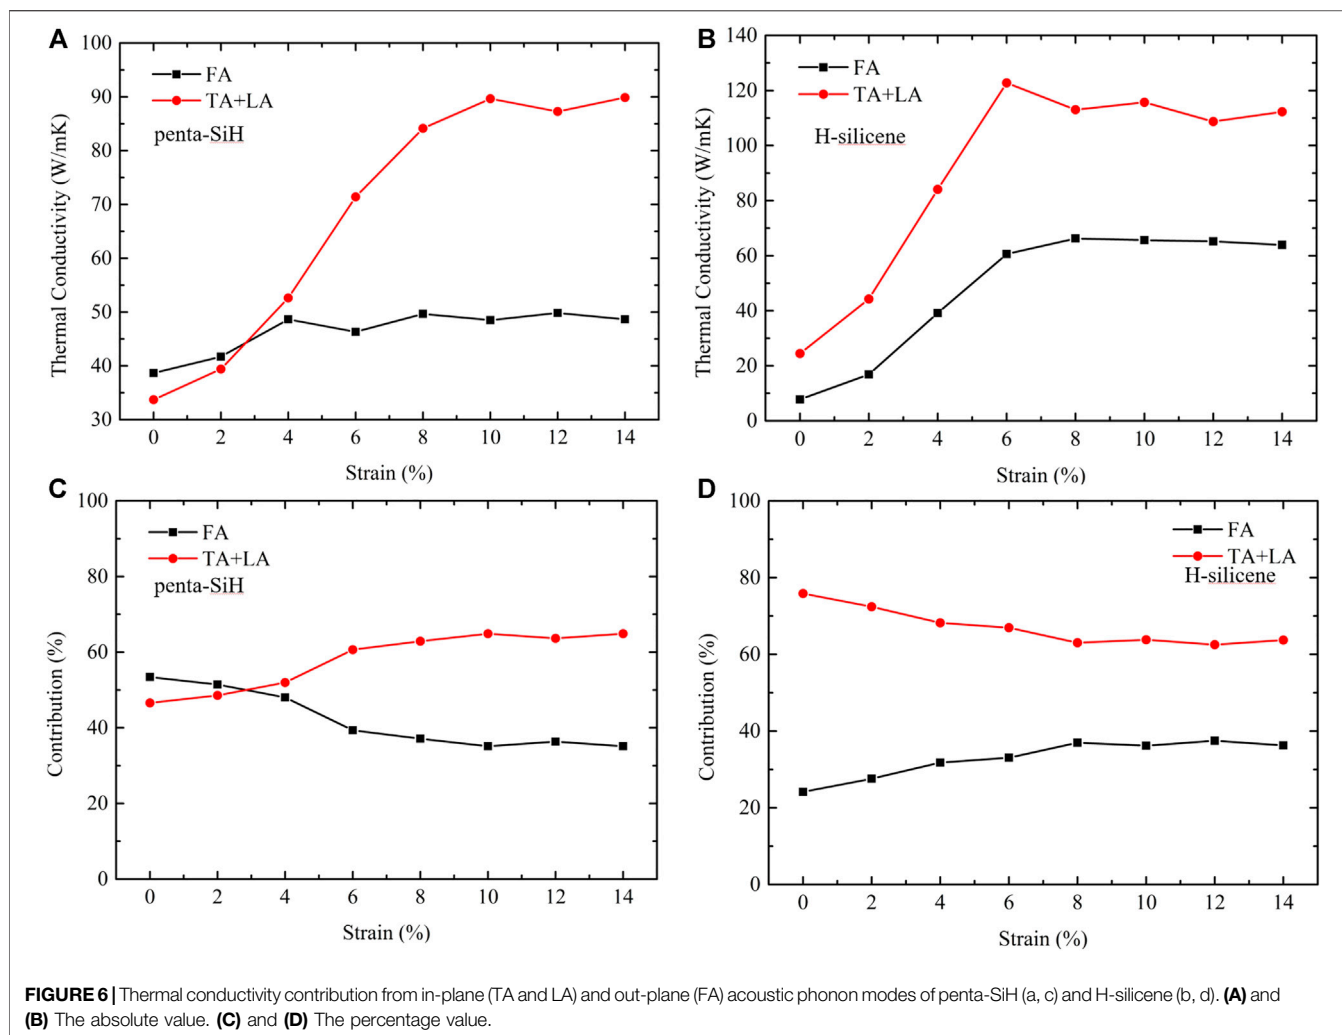 A
100
90
80
70
60
50
40
30
Thermal Conductivity (W/mK)
FA
TA+LA
penta-SiH
0 2 4 6 8 10 12 14
Strain (%)
B
140
120
100
80
60
40
20
0
Thermal Conductivity (W/mK)
FA
TA+LA
H-silicene
0 2 4 6 8 10 12 14
Strain (%)
C
100
80
60
40
20
0
Contribution (%)
FA
TA+LA
penta-SiH
0 2 4 6 8 10 12 14
Strain (%)
D
100
80
60
40
20
0
Contribution (%)
FA
TA+LA
H-silicene
0 2 4 6 8 10 12 14
Strain (%)
FIGURE 6 | Thermal conductivity contribution from in-plane (TA and LA) and out-plane (FA) acoustic phonon modes of penta-SiH (a, c) and H-silicene (b, d). (A) and
(B) The absolute value. (C) and (D) The percentage value.